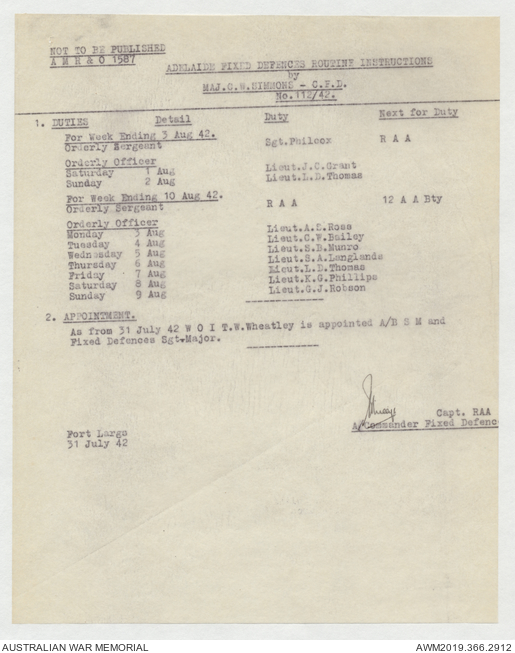 NOT TO BE PUBLISHED
A M R & O 1587
ADELAIDE FIXED DEFENCES ROUTINE INSTRUCTIONS
by
MAJ.C.W.SIMMONS - C.F.D.
No.112/42.
1. DUTIES Detail Duty Next for Duty
For Week Ending 3 Aug 42.
Orderly Sergeant Sgt.Philcox R A A
Orderly Officer
Saturday 1 Aug Lieut.J.C.Grant
Sunday 2 Aug Lieut.L.D.Thomas
For Week Ending 10 Aug 42.
Orderly Sergeant R A A 12 A A Bty
Orderly Officer
Monday 3 Aug Lieut.A.D.Rose
Tuesday 4 Aug Lieut.C.W.Bailey
Wednesday 5 Aug Lieut.S.B.Munro
Thursday 6 Aug Lieut.S.A.Langlands
Friday 7 Aug Lieut.L.D.Thomas
Saturday 8 Aug Lieut.K.G.Phillips
Sunday 9 Aug Lieut.G.J.Robson
2. APPOINTMENT.
As from 31 July 42 W O I T.W.Wheatley is appointed A/B S M and
Fixed Defences Sgt-Major.
Capt. RAA
A/Commander Fixed Defenc
Fort Largs
31 July 42
AUSTRALIAN WAR MEMORIAL AWM2019.366.2912